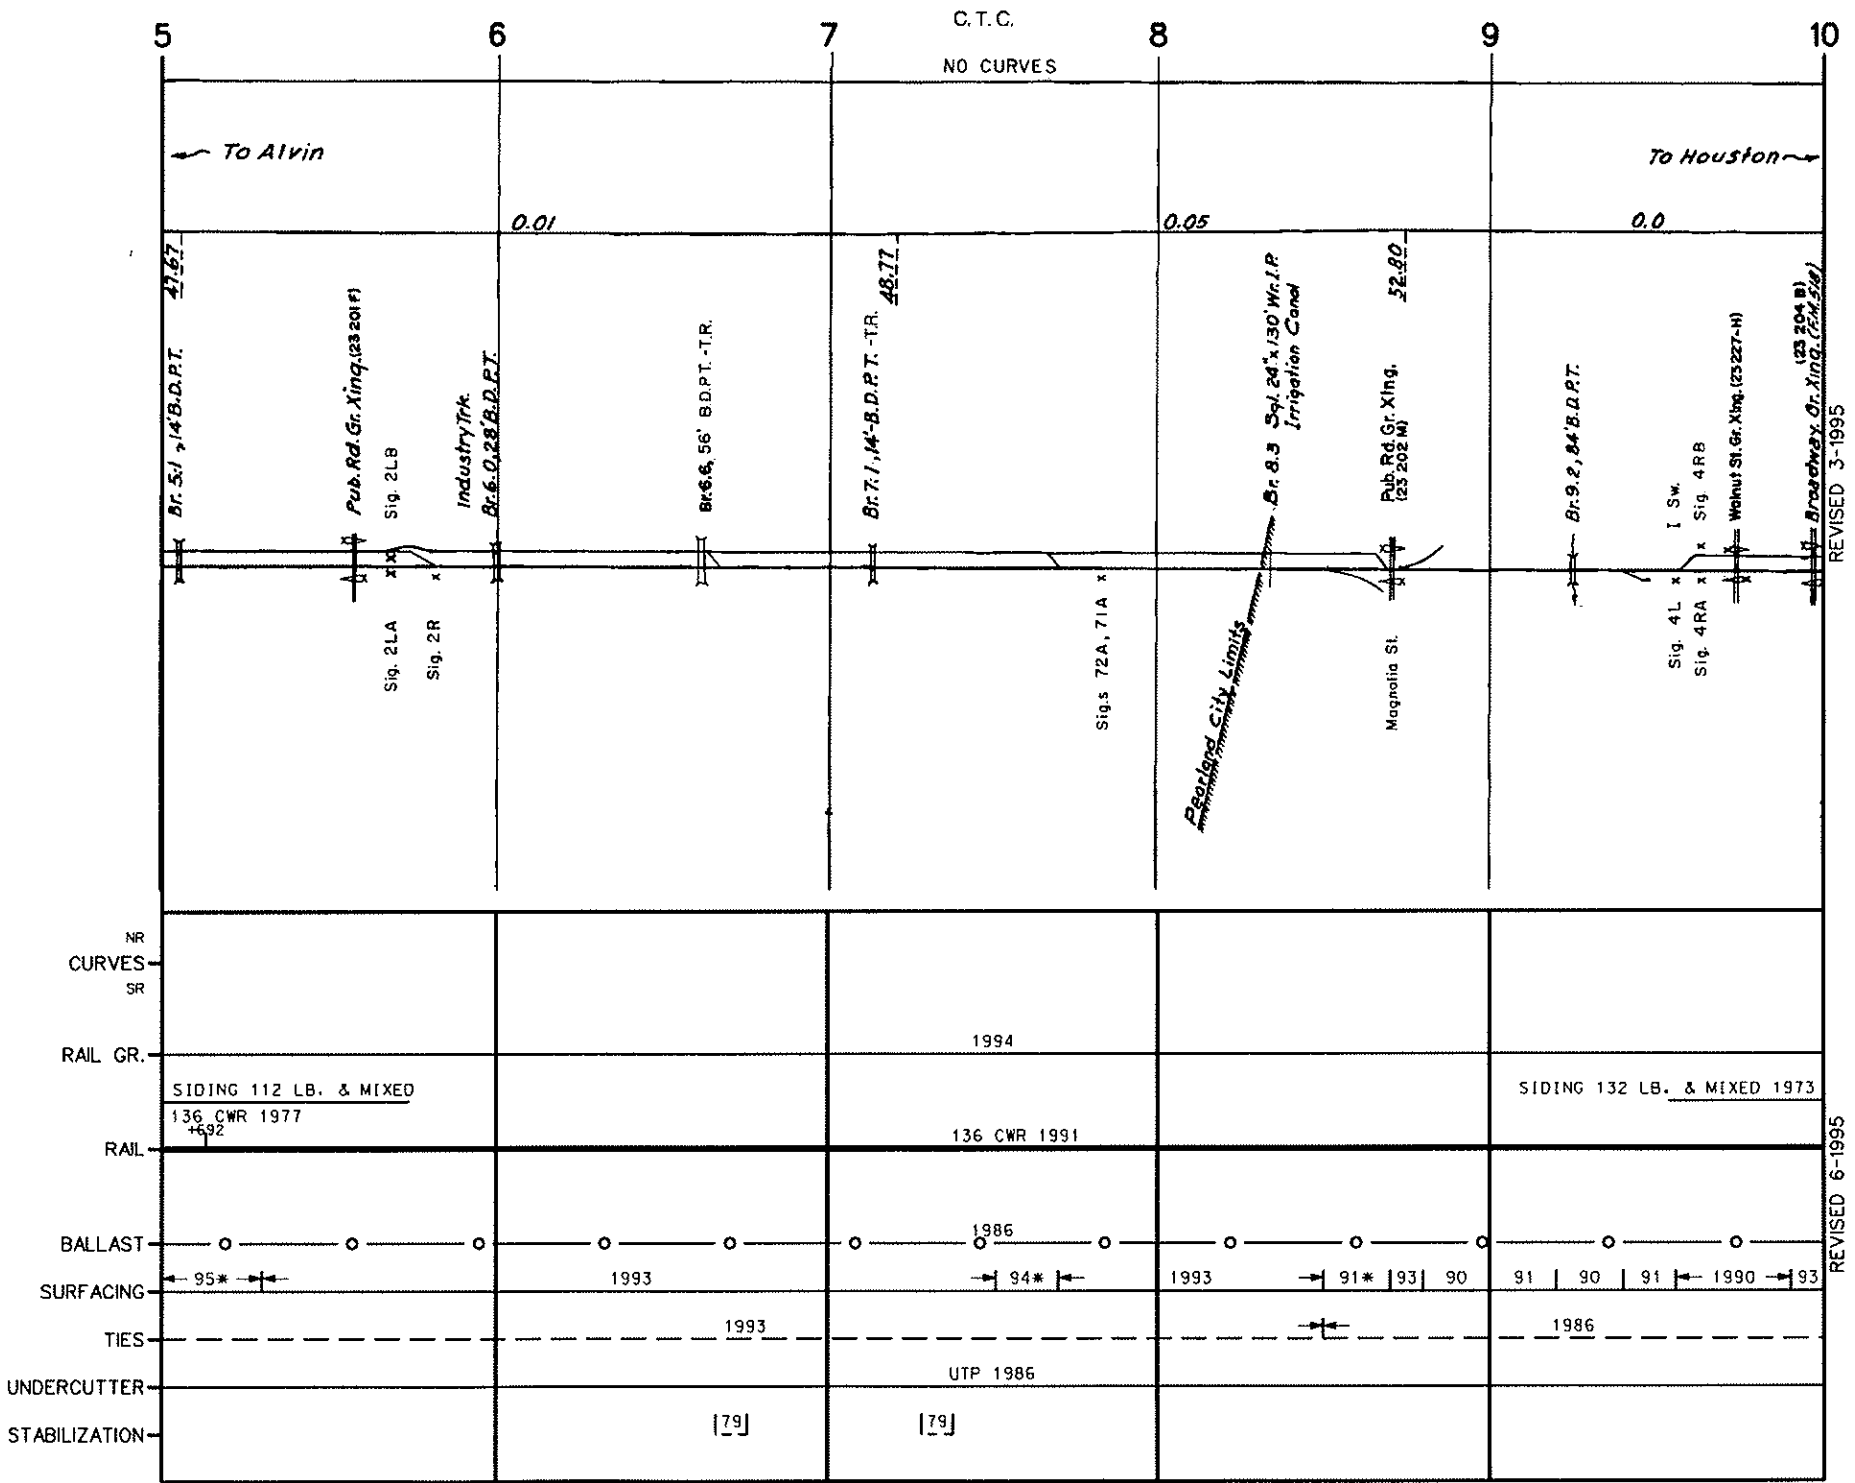 C.T.C.
5 6 7 8 9 10
NO CURVES
To Alvin
To Houston
0.01
0.05
0.0
47.67
Br. 5.1, 14' B.D.P.T.
Pub. Rd. Gr. Xing. (23 201 F)
Sig. 2LB
Sig. 2LA
Sig. 2R
Industry Trk.
Br. 6.0, 28' B.D.P.T.
Br. 6.6, 56' B.D.P.T. -T.R.
Br. 7.1, 14'-B.D.P.T. -T.R.
48.77
Sig.s 72A, 71A
Pearland City Limits
Br. 8.3 Sgl. 24" x 130' Wr. I.P.
Irrigation Canal
Pub. Rd. Gr. Xing.
(23 202 M)
52.80
Magnolia St.
Br. 9.2, 84' B.D.P.T.
I Sw.
Sig. 4L
Sig. 4RB
Sig. 4RA
Walnut St. Gr. Xing. (23 227-H)
(23 204 B)
Broadway. Gr. Xing. (F.M. 518)
REVISED 3-1995
NR
CURVES
SR
RAIL GR.
1994
SIDING 112 LB. & MIXED
SIDING 132 LB. & MIXED 1973
136 CWR 1977
+692
136 CWR 1991
RAIL
BALLAST
1986
SURFACING
95* 1993 94* 1993 91* 93 90 91 90 91 1990 93
TIES
1993 1986
UNDERCUTTER
UTP 1986
STABILIZATION
79 79
REVISED 6-1995